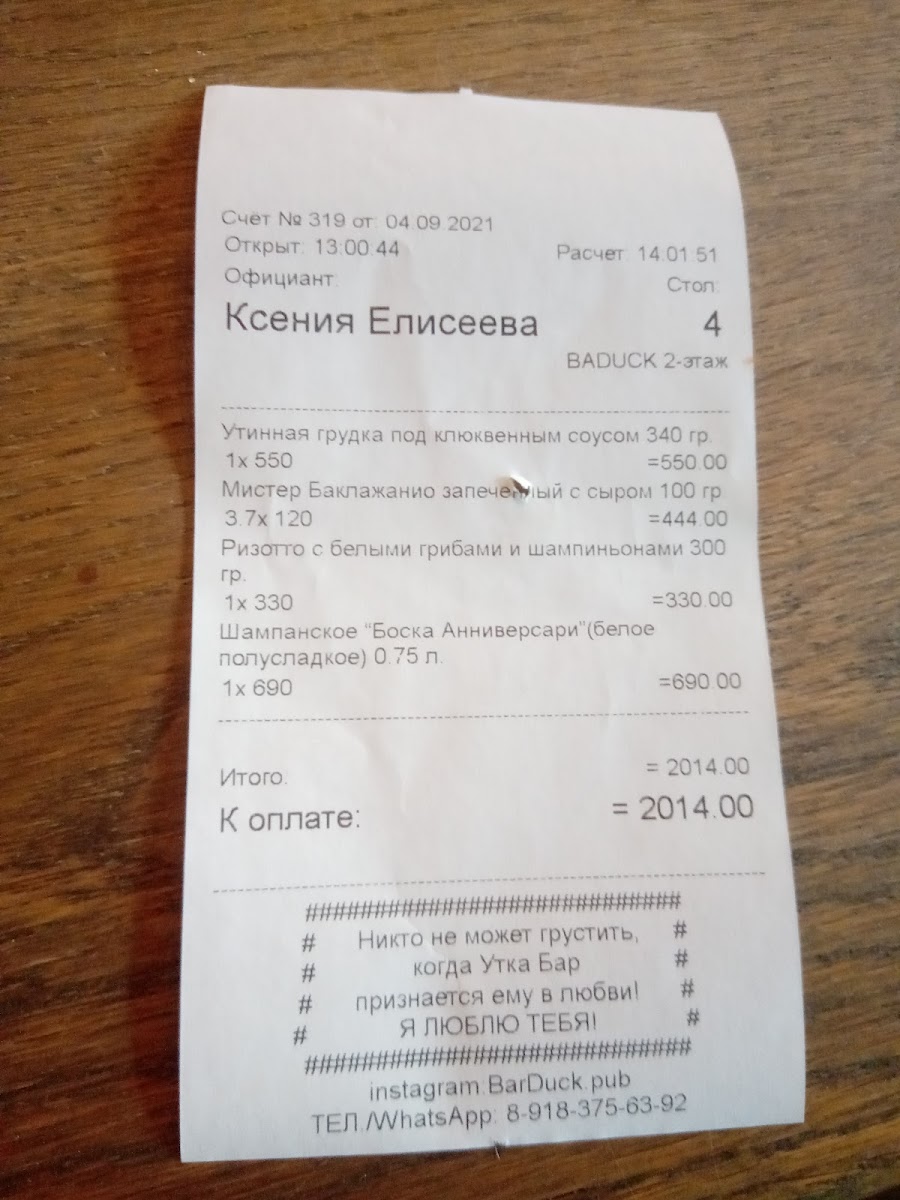 Счёт № 319 от: 04.09.2021
Открыт: 13:00:44 Расчет: 14:01:51
Официант: Стол:
Ксения Елисеева 4
BADUCK 2-этаж
Утинная грудка под клюквенным соусом 340 гр.
1x 550 =550.00
Мистер Баклажанио запеченный с сыром 100 гр.
3.7x 120 =444.00
Ризотто с белыми грибами и шампиньонами 300
гр.
1x 330 =330.00
Шампанское "Боска Анниверсари"(белое
полусладкое) 0.75 л.
1x 690 =690.00
Итого: = 2014.00
К оплате: = 2014.00
################################
# Никто не может грустить, #
# когда Утка Бар #
# признается ему в любви! #
# Я ЛЮБЛЮ ТЕБЯ! #
################################
instagram:BarDuck.pub
ТЕЛ./WhatsApp: 8-918-375-63-92